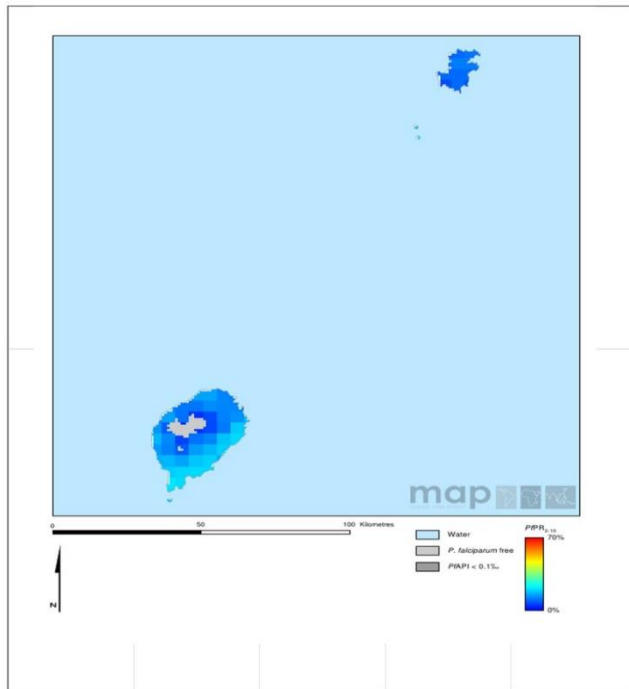 map
0 50 100 Kilometres
Water
P. falciparum free
PfAPI < 0.1‰
PfPR2-10
70%
0%
N